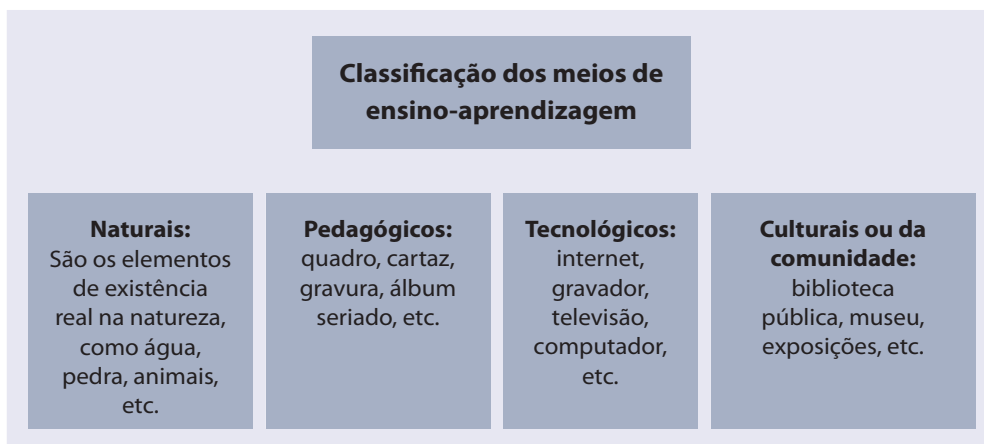 Classificação dos meios de
ensino-aprendizagem
Naturais:
São os elementos
de existência
real na natureza,
como água,
pedra, animais,
etc.
Pedagógicos:
quadro, cartaz,
gravura, álbum
seriado, etc.
Tecnológicos:
internet,
gravador,
televisão,
computador,
etc.
Culturais ou da
comunidade:
biblioteca
pública, museu,
exposições, etc.